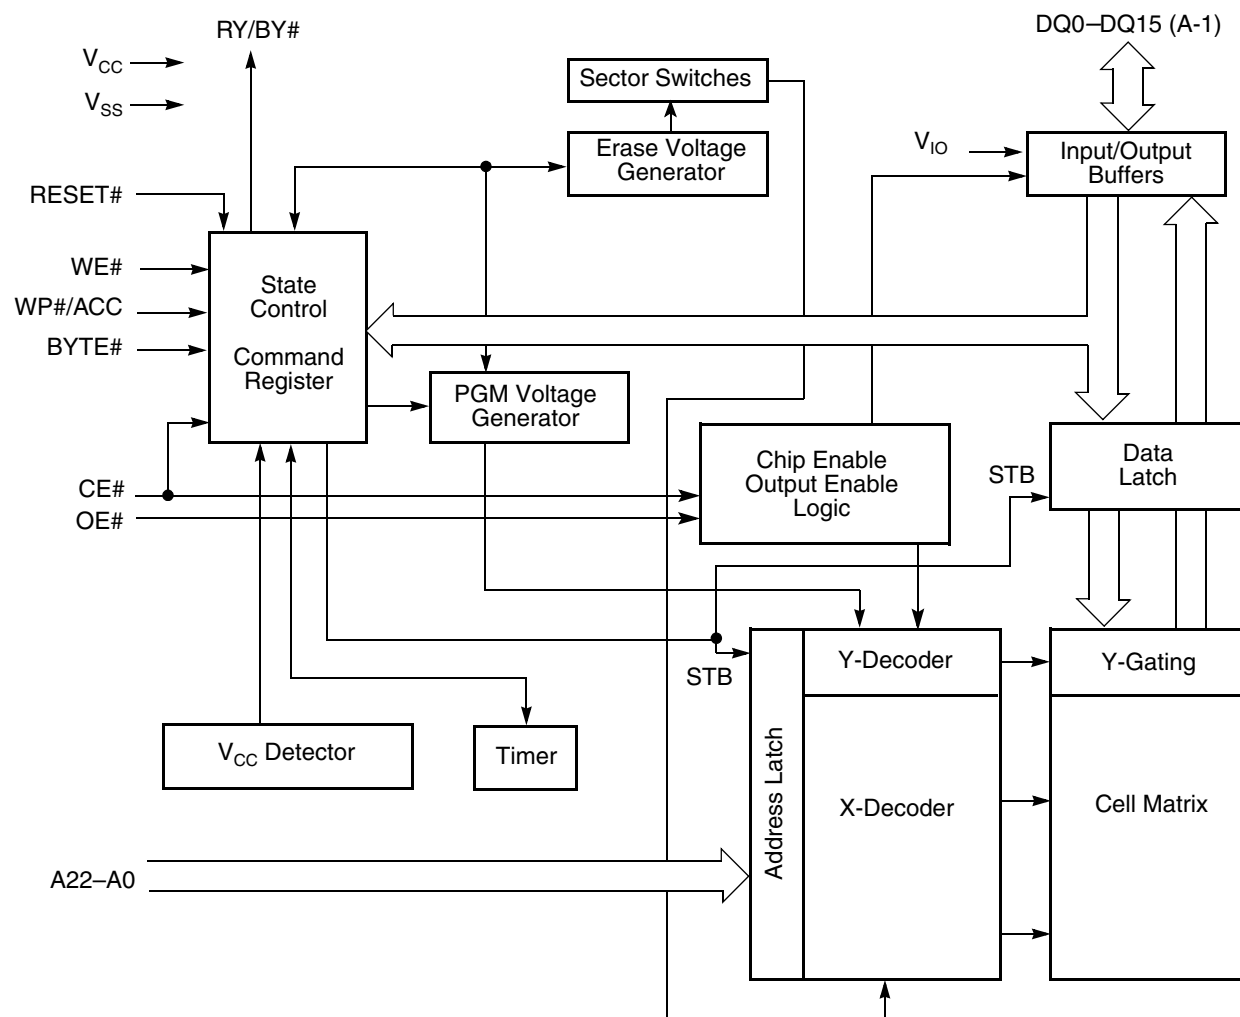 RY/BY#
DQ0–DQ15 (A-1)
VCC
VSS
Sector Switches
Erase Voltage
Generator
VIO
Input/Output
Buffers
RESET#
WE#
WP#/ACC
BYTE#
State
Control
Command
Register
PGM Voltage
Generator
CE#
OE#
Chip Enable
Output Enable
Logic
STB
Data
Latch
STB
Y-Decoder
Y-Gating
VCC Detector
Timer
Address Latch
X-Decoder
Cell Matrix
A22–A0